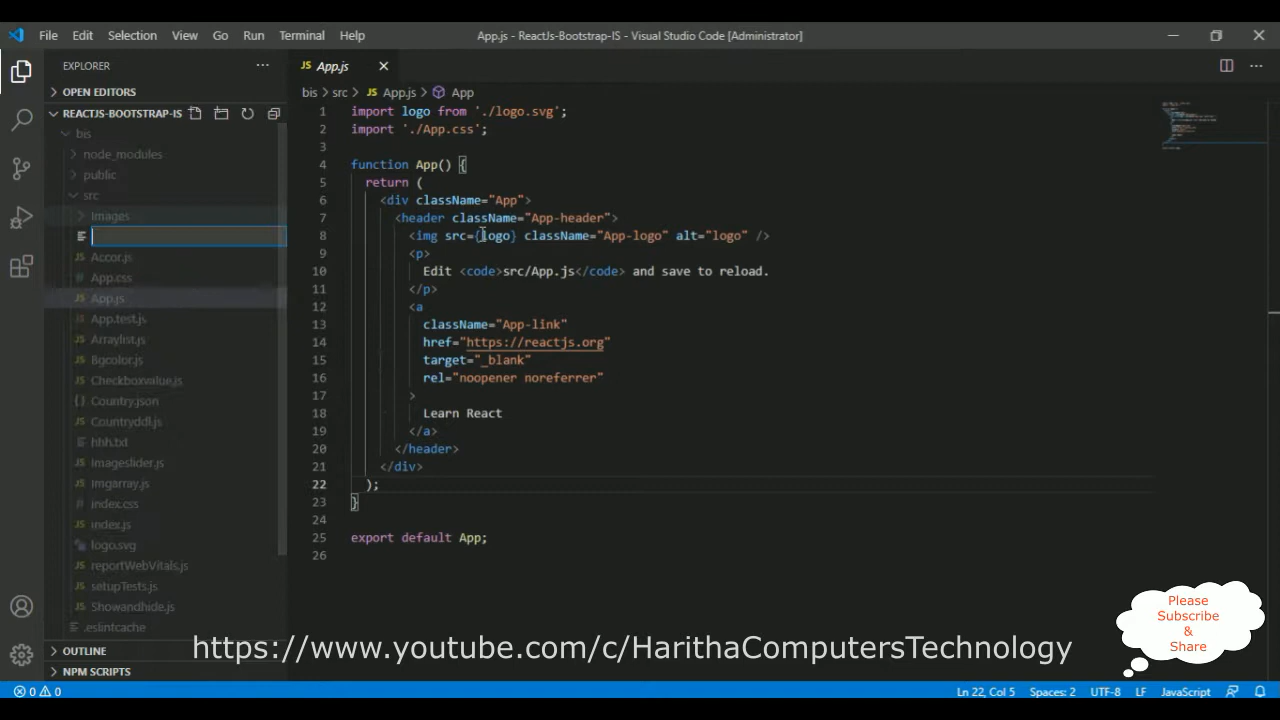 File Edit Selection View Go Run Terminal Help App.js - ReactJs-Bootstrap-IS - Visual Studio Code [Administrator]
EXPLORER
OPEN EDITORS
REACTJS-BOOTSTRAP-IS
bis
node_modules
public
src
Images
Accor.js
App.css
App.js
App.test.js
Arraylist.js
Bgcolor.js
Checkboxvalue.js
Country.json
Countryddl.js
hhh.txt
Imageslider.js
Imgarray.js
index.css
index.js
logo.svg
reportWebVitals.js
setupTests.js
Showandhide.js
.eslintcache
OUTLINE
NPM SCRIPTS
JS App.js
bis > src > JS App.js > App
1 import logo from './logo.svg';
2 import './App.css';
3
4 function App() {
5 return (
6 <div className="App">
7 <header className="App-header">
8 <img src={logo} className="App-logo" alt="logo" />
9 <p>
10 Edit <code>src/App.js</code> and save to reload.
11 </p>
12 <a
13 className="App-link"
14 href="https://reactjs.org"
15 target="_blank"
16 rel="noopener noreferrer"
17 >
18 Learn React
19 </a>
20 </header>
21 </div>
22 );
23 }
24
25 export default App;
26
Please
Subscribe
&
Share
https://www.youtube.com/c/HarithaComputersTechnology
0 0 Ln 22, Col 5 Spaces: 2 UTF-8 LF JavaScript